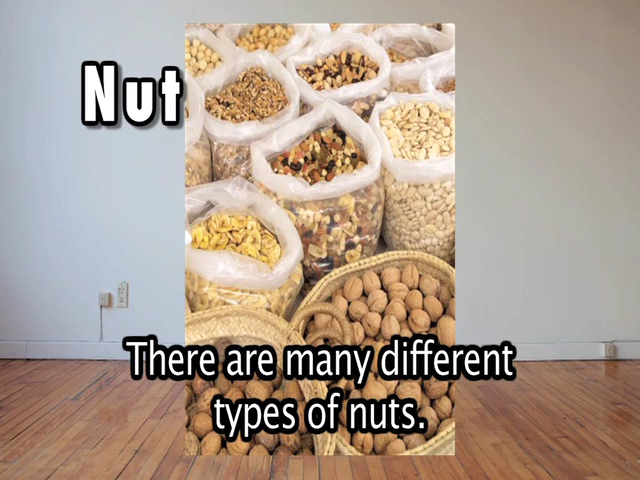 Nut
There are many different
types of nuts.